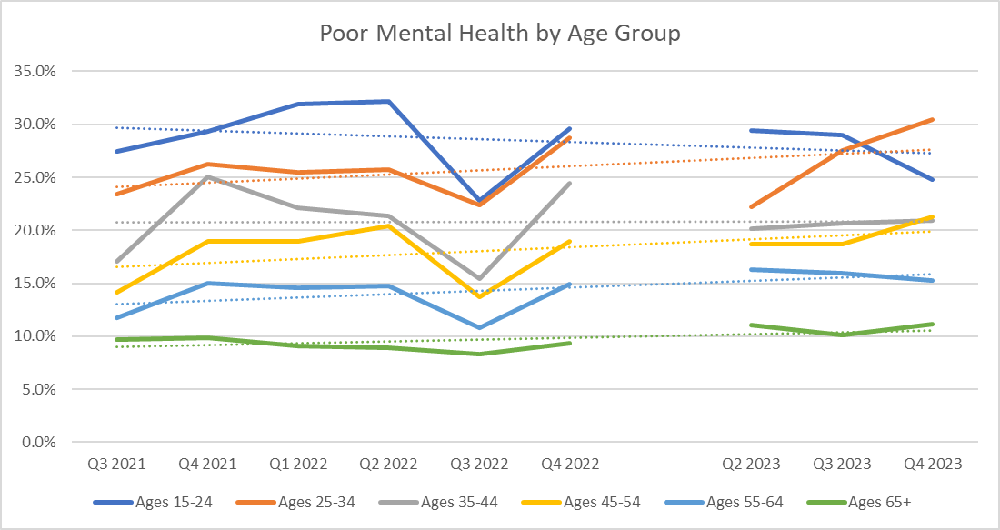 Poor Mental Health by Age Group
35.0%
30.0%
25.0%
20.0%
15.0%
10.0%
5.0%
0.0%
Q3 2021 Q4 2021 Q1 2022 Q2 2022 Q3 2022 Q4 2022 Q2 2023 Q3 2023 Q4 2023
Ages 15-24 Ages 25-34 Ages 35-44 Ages 45-54 Ages 55-64 Ages 65+